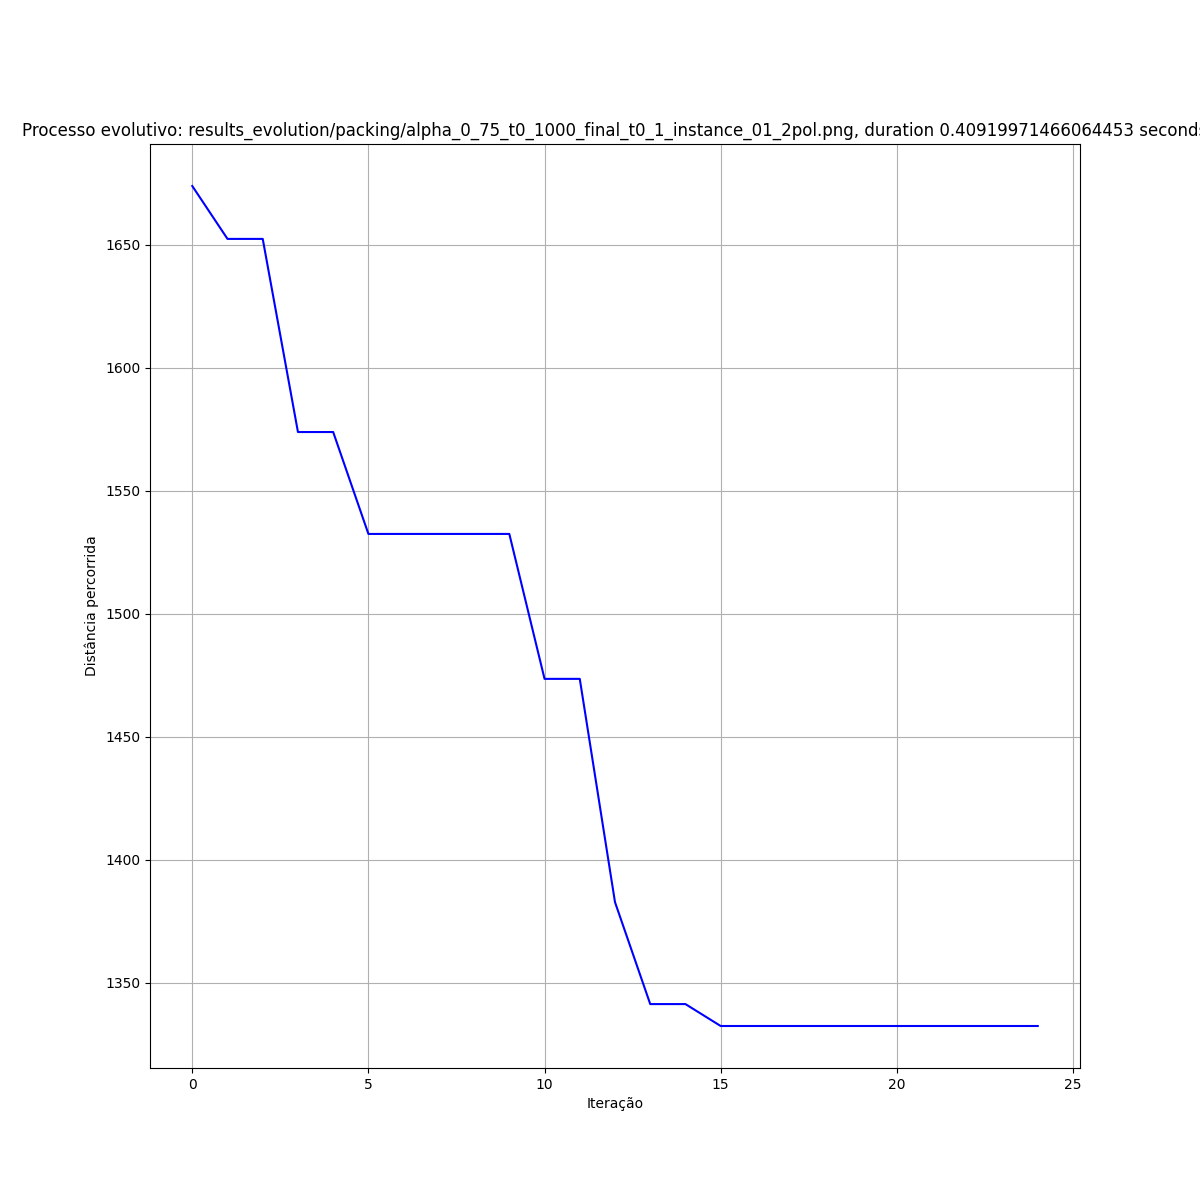 Processo evolutivo: results_evolution/packing/alpha_0_75_t0_1000_final_t0_1_instance_01_2pol.png, duration 0.40919971466064453 seconds
1650
1600
1550
1500
1450
1400
1350
Distância percorrida
0 5 10 15 20 25
Iteração